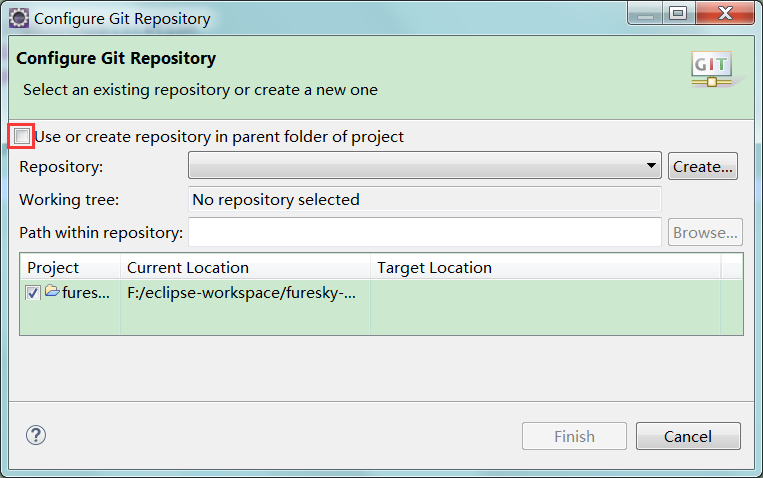 Configure Git Repository
Configure Git Repository
Select an existing repository or create a new one
GIT
Use or create repository in parent folder of project
Repository: Create...
Working tree: No repository selected
Path within repository: Browse...
Project Current Location Target Location
fures... F:/eclipse-workspace/furesky-...
? Finish Cancel